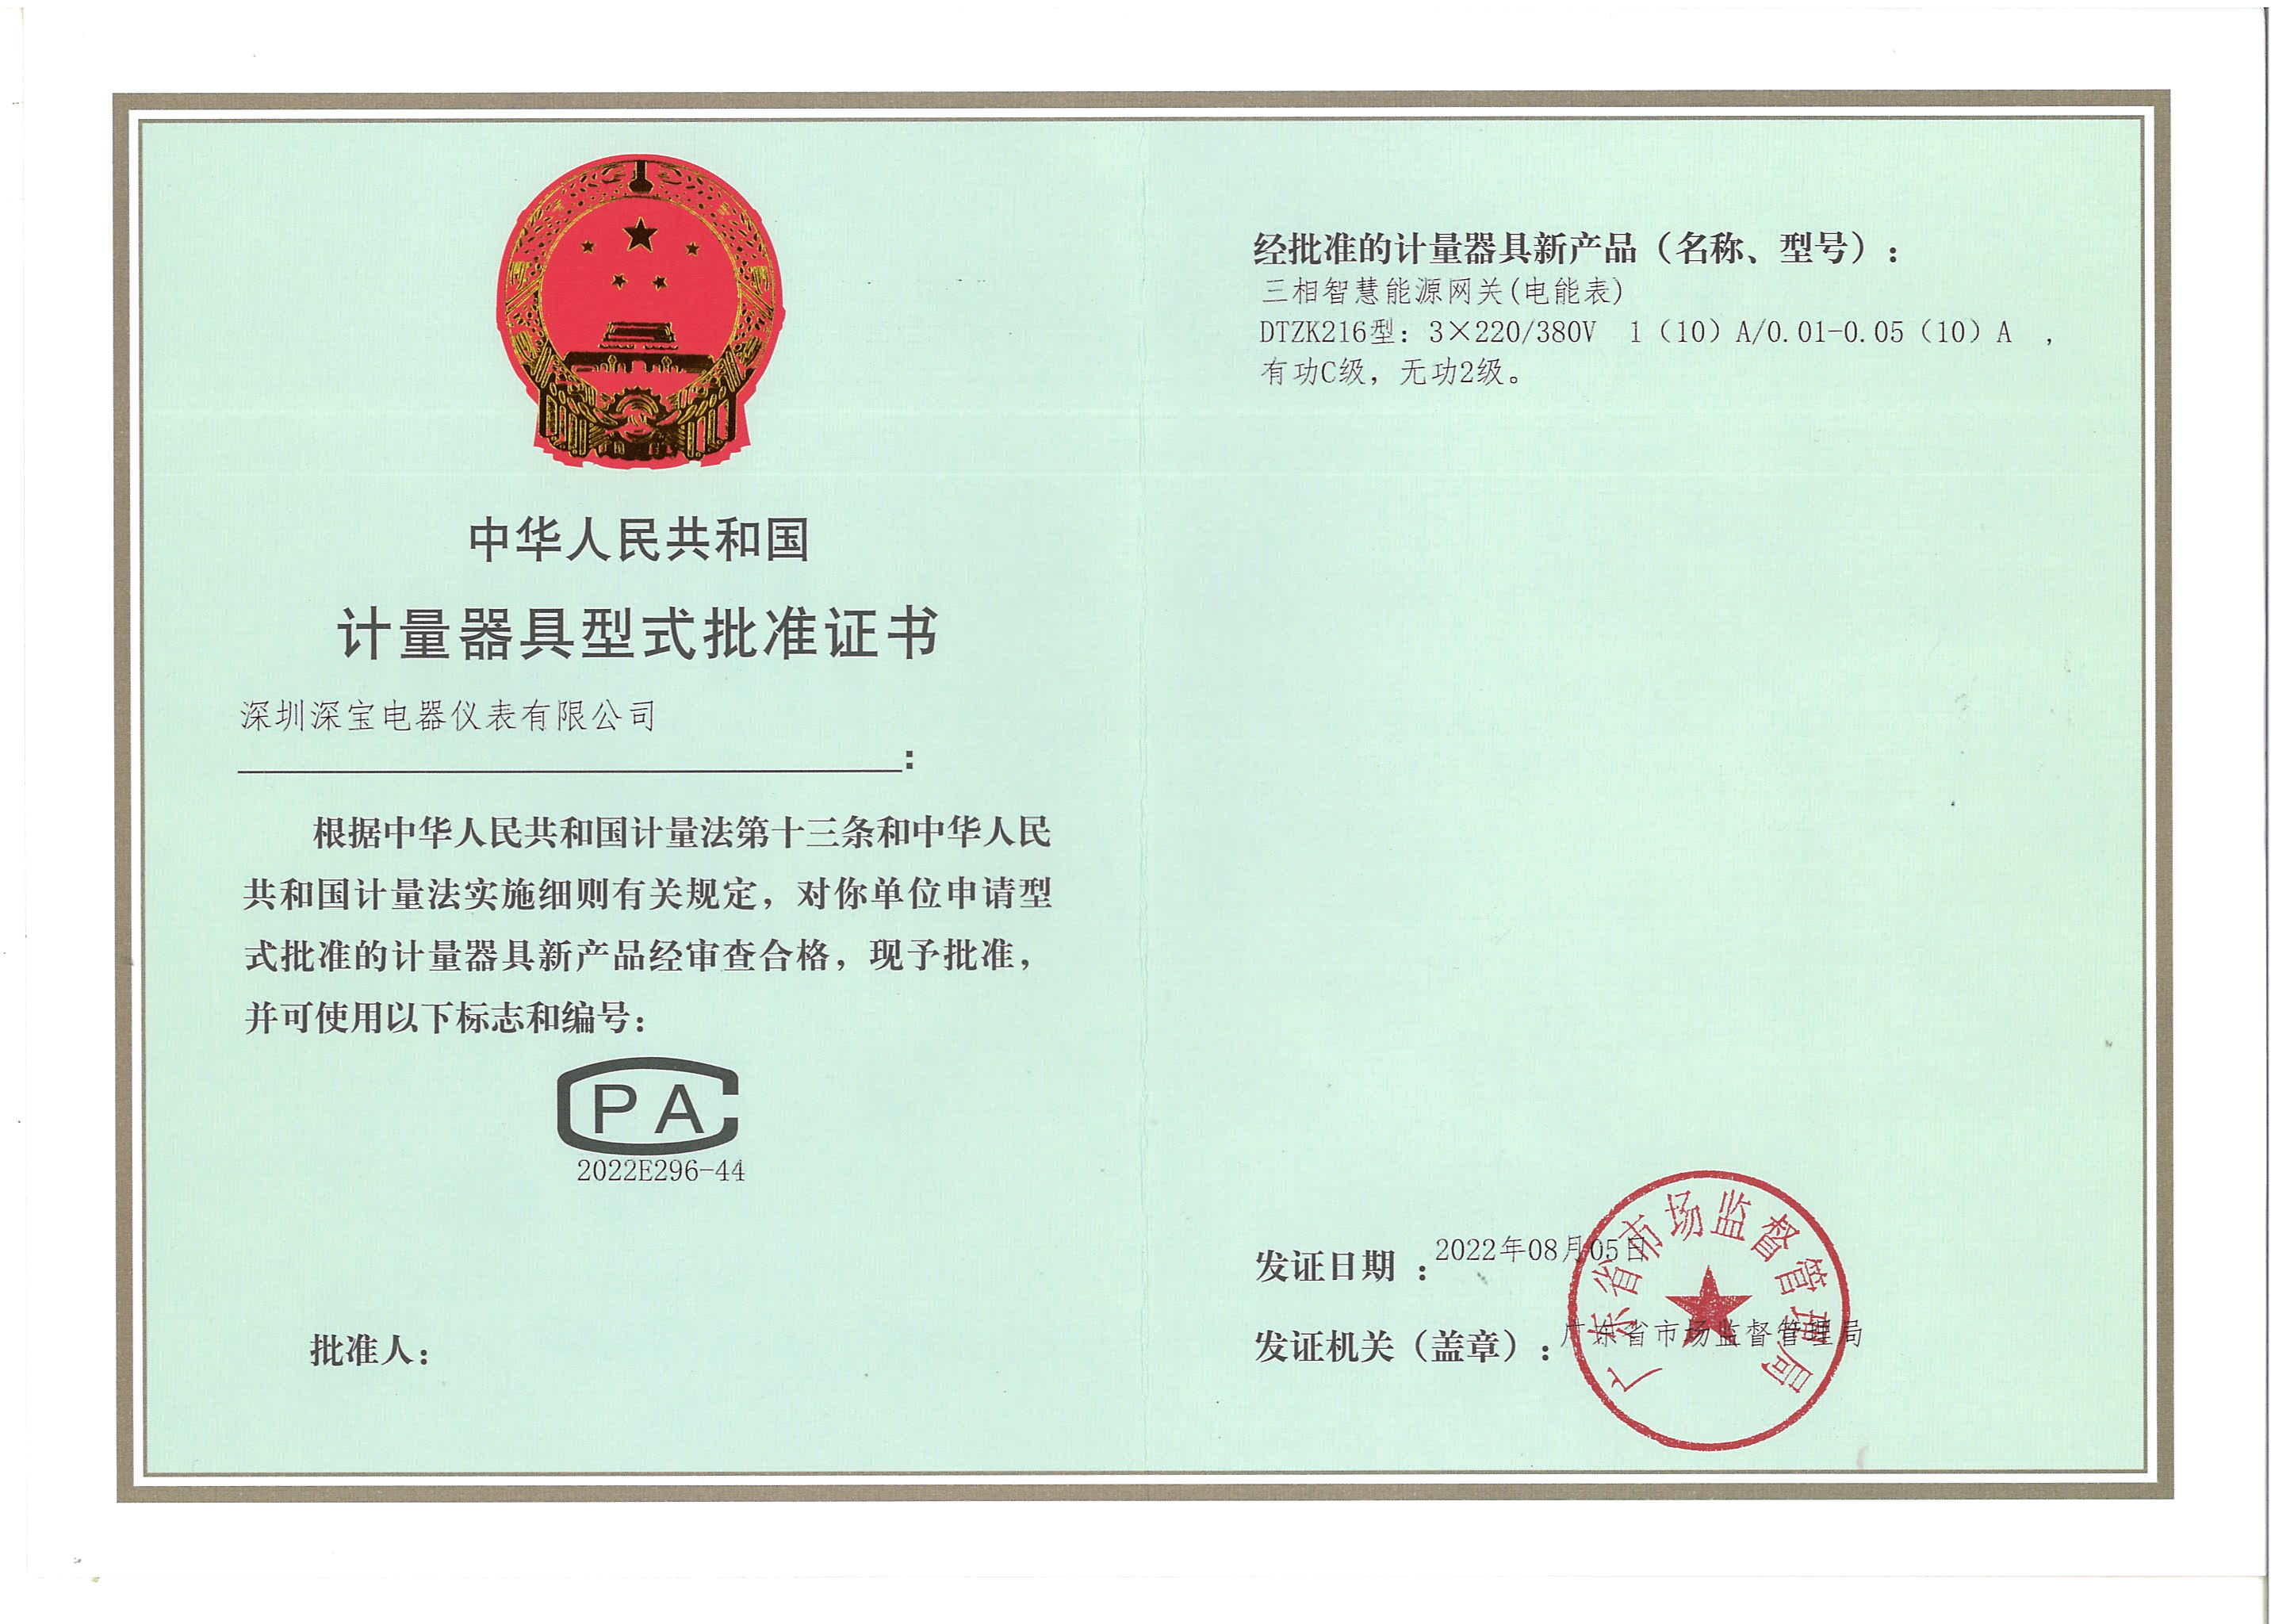 中华人民共和国
计量器具型式批准证书
深圳深宝电器仪表有限公司
:
根据中华人民共和国计量法第十三条和中华人民
共和国计量法实施细则有关规定，对你单位申请型
式批准的计量器具新产品经审查合格，现予批准，
并可使用以下标志和编号：
CPA
2022E296-44
批准人：
经批准的计量器具新产品（名称、型号）：
三相智慧能源网关(电能表)
DTZK216型：3×220/380V 1（10）A/0.01-0.05（10）A ，
有功C级，无功2级。
发证日期 ：2022年08月05日
发证机关（盖章）：广东省市场监督管理局
广东省市场监督管理局